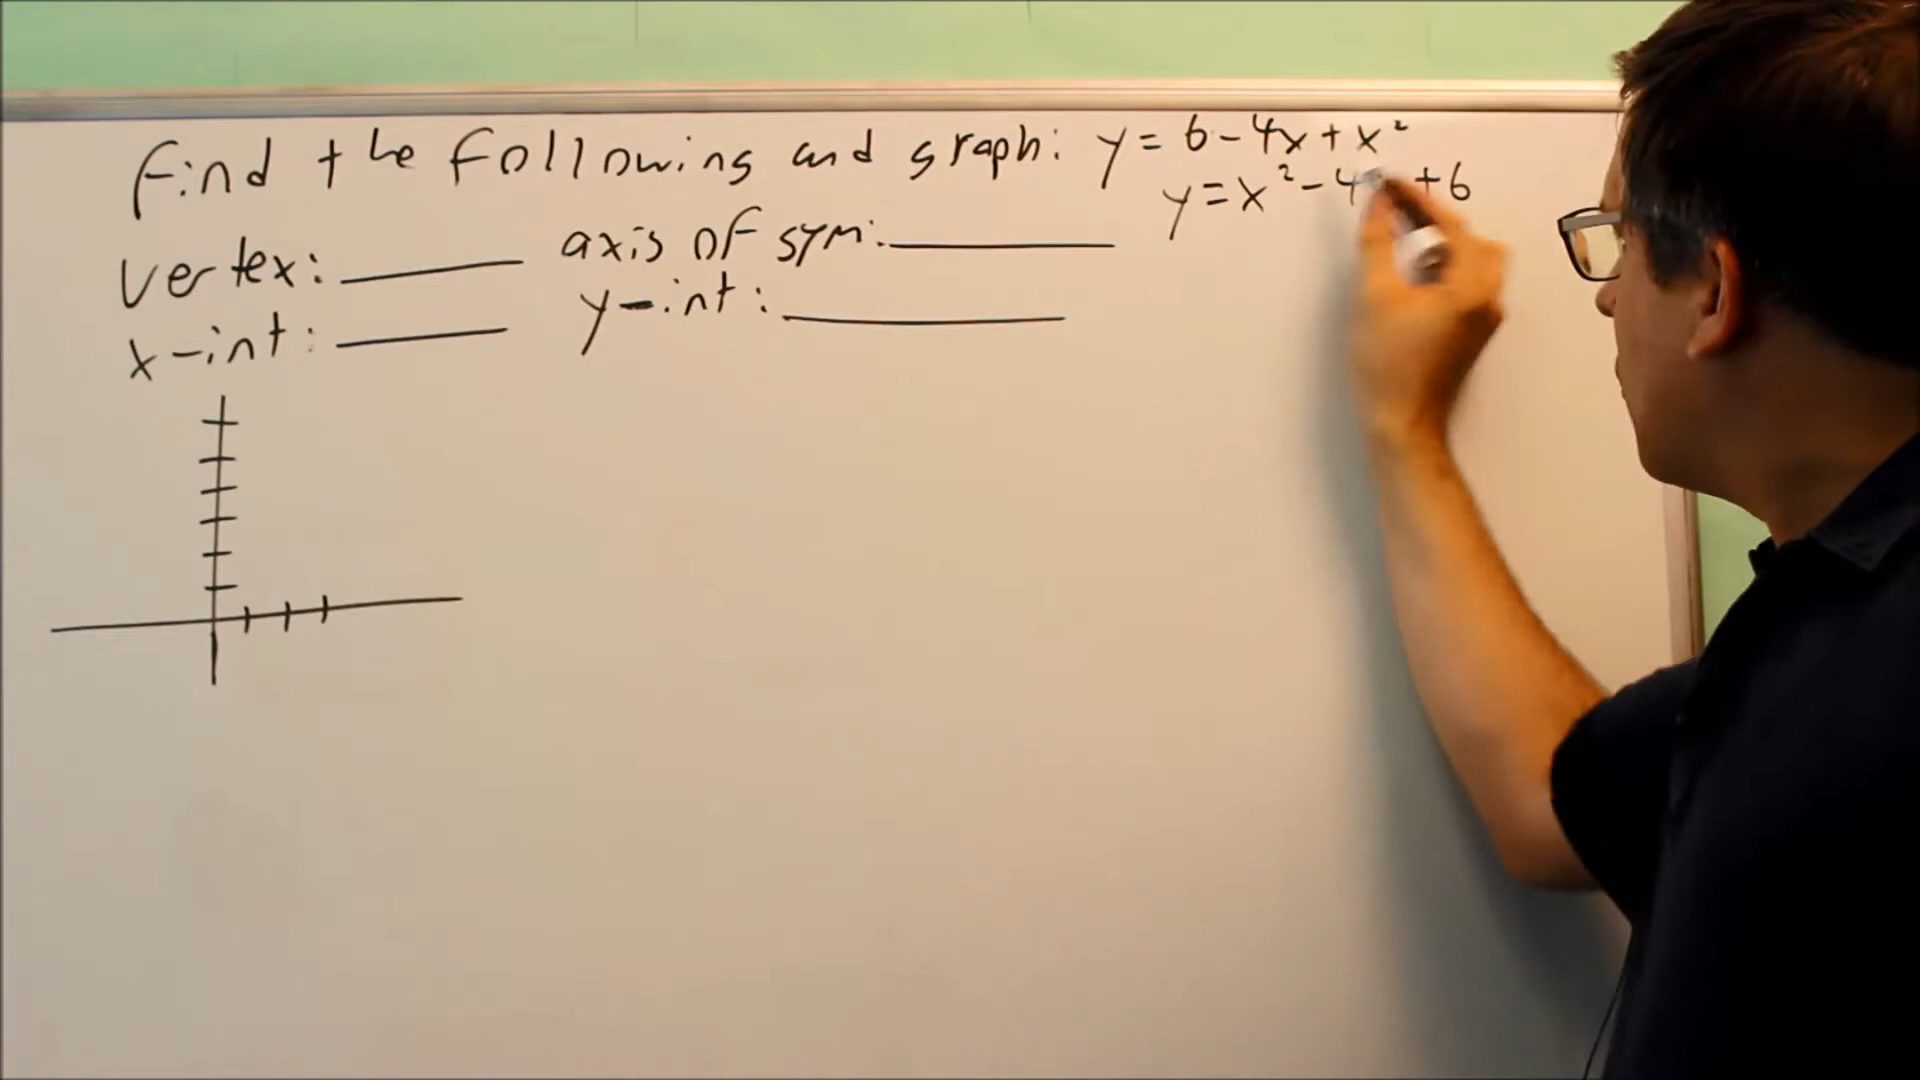 Find the following and graph: y = 6 - 4x + x²
y = x² - 4 + 6
vertex: ______ axis of sym: ______
x-int: ______ y-int: ______